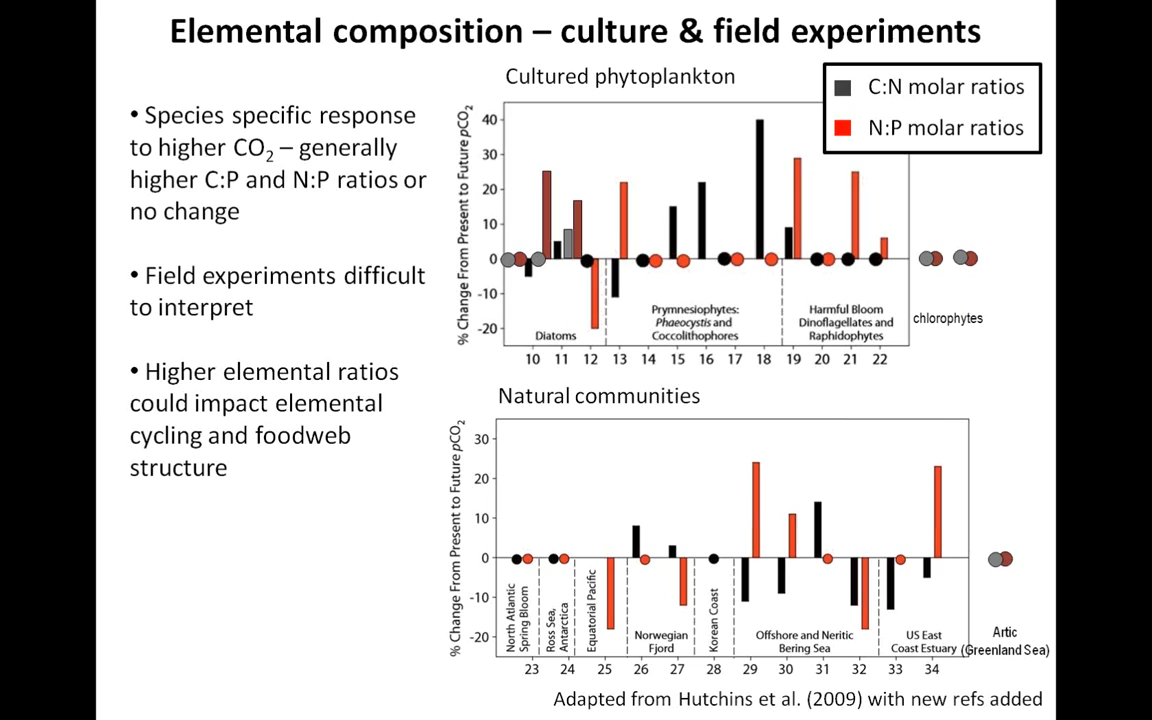 Elemental composition – culture & field experiments
• Species specific response
to higher CO₂ – generally
higher C:P and N:P ratios or
no change
• Field experiments difficult
to interpret
• Higher elemental ratios
could impact elemental
cycling and foodweb
structure
Cultured phytoplankton
C:N molar ratios
N:P molar ratios
% Change From Present to Future pCO₂
40
30
20
10
0
-10
-20
Diatoms
Prymnesiophytes:
Phaeocystis and
Coccolithophores
Harmful Bloom
Dinoflagellates and
Raphidophytes
chlorophytes
10 11 12 13 14 15 16 17 18 19 20 21 22
Natural communities
% Change From Present to Future pCO₂
30
20
10
0
-10
-20
North Atlantic
Spring Bloom
Ross Sea,
Antarctica
Equatorial Pacific
Norwegian
Fjord
Korean Coast
Offshore and Neritic
Bering Sea
US East
Coast Estuary
Artic
(Greenland Sea)
23 24 25 26 27 28 29 30 31 32 33 34
Adapted from Hutchins et al. (2009) with new refs added